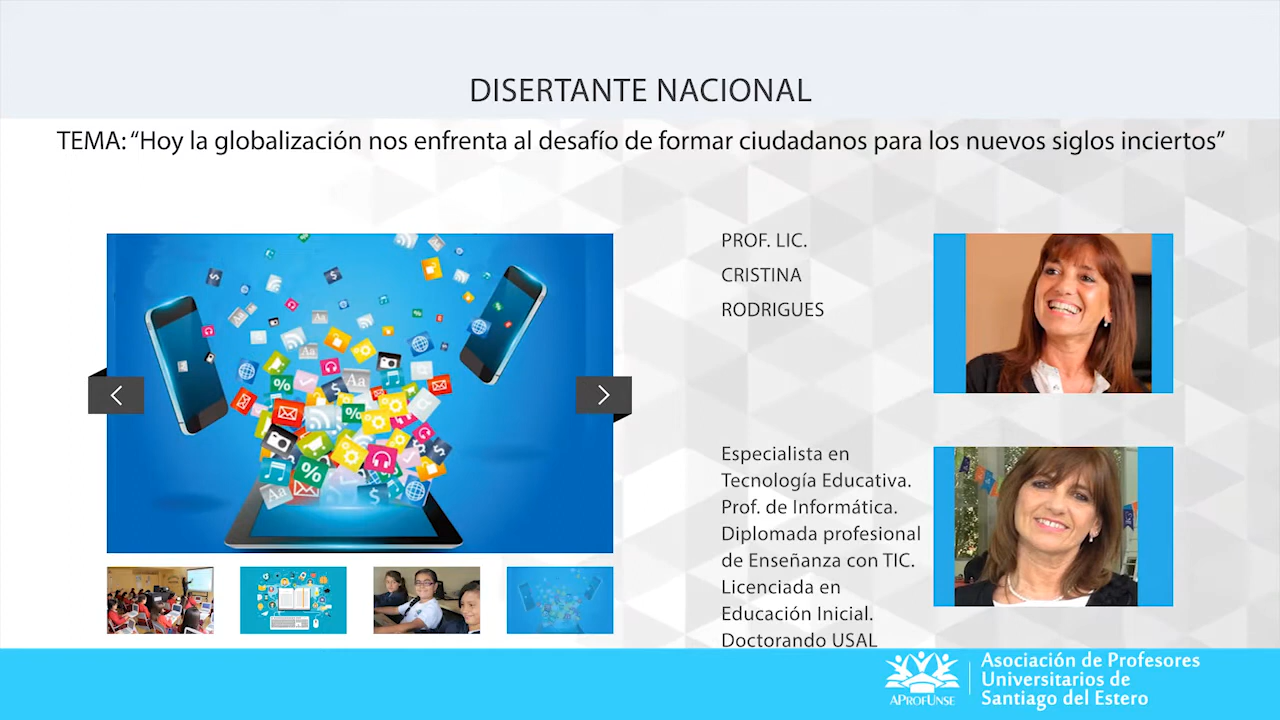 DISERTANTE NACIONAL
TEMA: “Hoy la globalización nos enfrenta al desafío de formar ciudadanos para los nuevos siglos inciertos”
PROF. LIC.
CRISTINA
RODRIGUES
Especialista en
Tecnología Educativa.
Prof. de Informática.
Diplomada profesional
de Enseñanza con TIC.
Licenciada en
Educación Inicial.
Doctorando USAL
APROFUNSE
Asociación de Profesores
Universitarios de
Santiago del Estero